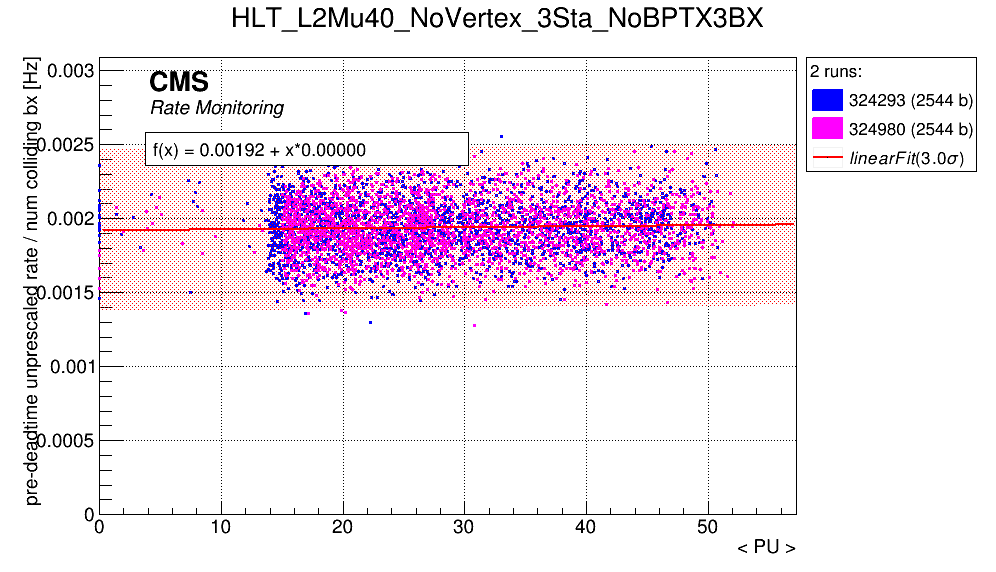 HLT_L2Mu40_NoVertex_3Sta_NoBPTX3BX
pre-deadtime unprescaled rate / num colliding bx [Hz]
0.003
0.0025
0.002
0.0015
0.001
0.0005
0
CMS
Rate Monitoring
f(x) = 0.00192 + x*0.00000
2 runs:
324293 (2544 b)
324980 (2544 b)
linearFit(3.0σ)
0 10 20 30 40 50
< PU >